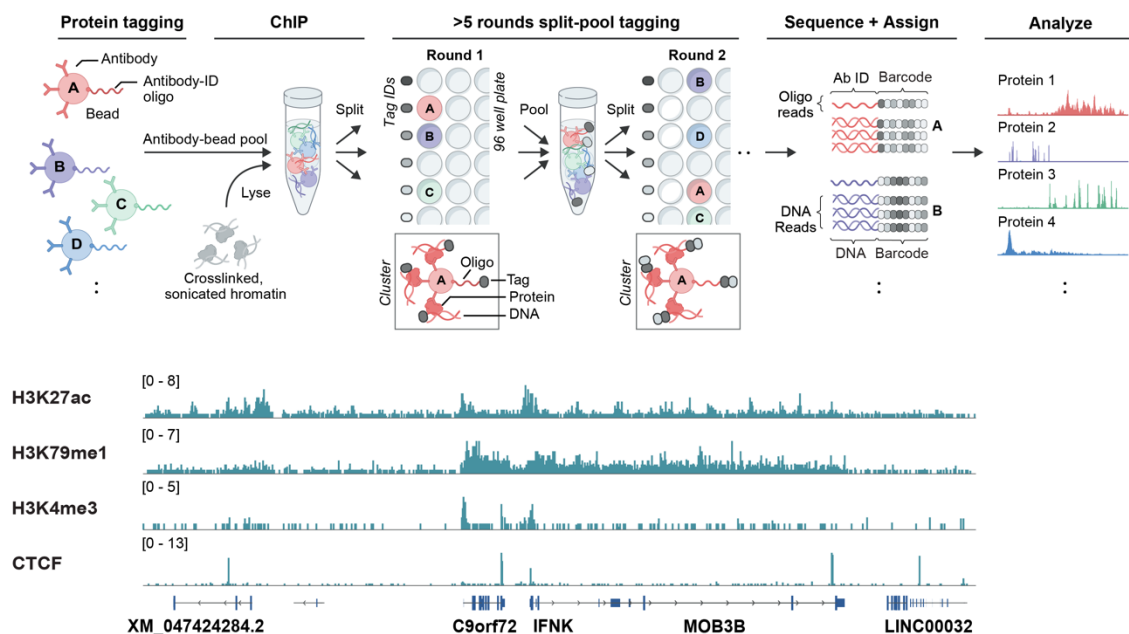 Protein tagging
ChIP
>5 rounds split-pool tagging
Sequence + Assign
Analyze
Antibody
Antibody-ID
oligo
A
Bead
Antibody-bead pool
B
C
D
Lyse
Crosslinked,
sonicated hromatin
:
Split
Round 1
Tag IDs
A
B
C
96 well plate
Pool
Split
Round 2
B
D
A
C
Cluster
A
Oligo
Tag
Protein
DNA
Cluster
A
..
Ab ID
Barcode
Oligo
reads
A
DNA
Reads
B
DNA
Barcode
:
Protein 1
Protein 2
Protein 3
Protein 4
:
H3K27ac
[0 - 8]
H3K79me1
[0 - 7]
H3K4me3
[0 - 5]
CTCF
[0 - 13]
XM_047424284.2
C9orf72
IFNK
MOB3B
LINC00032